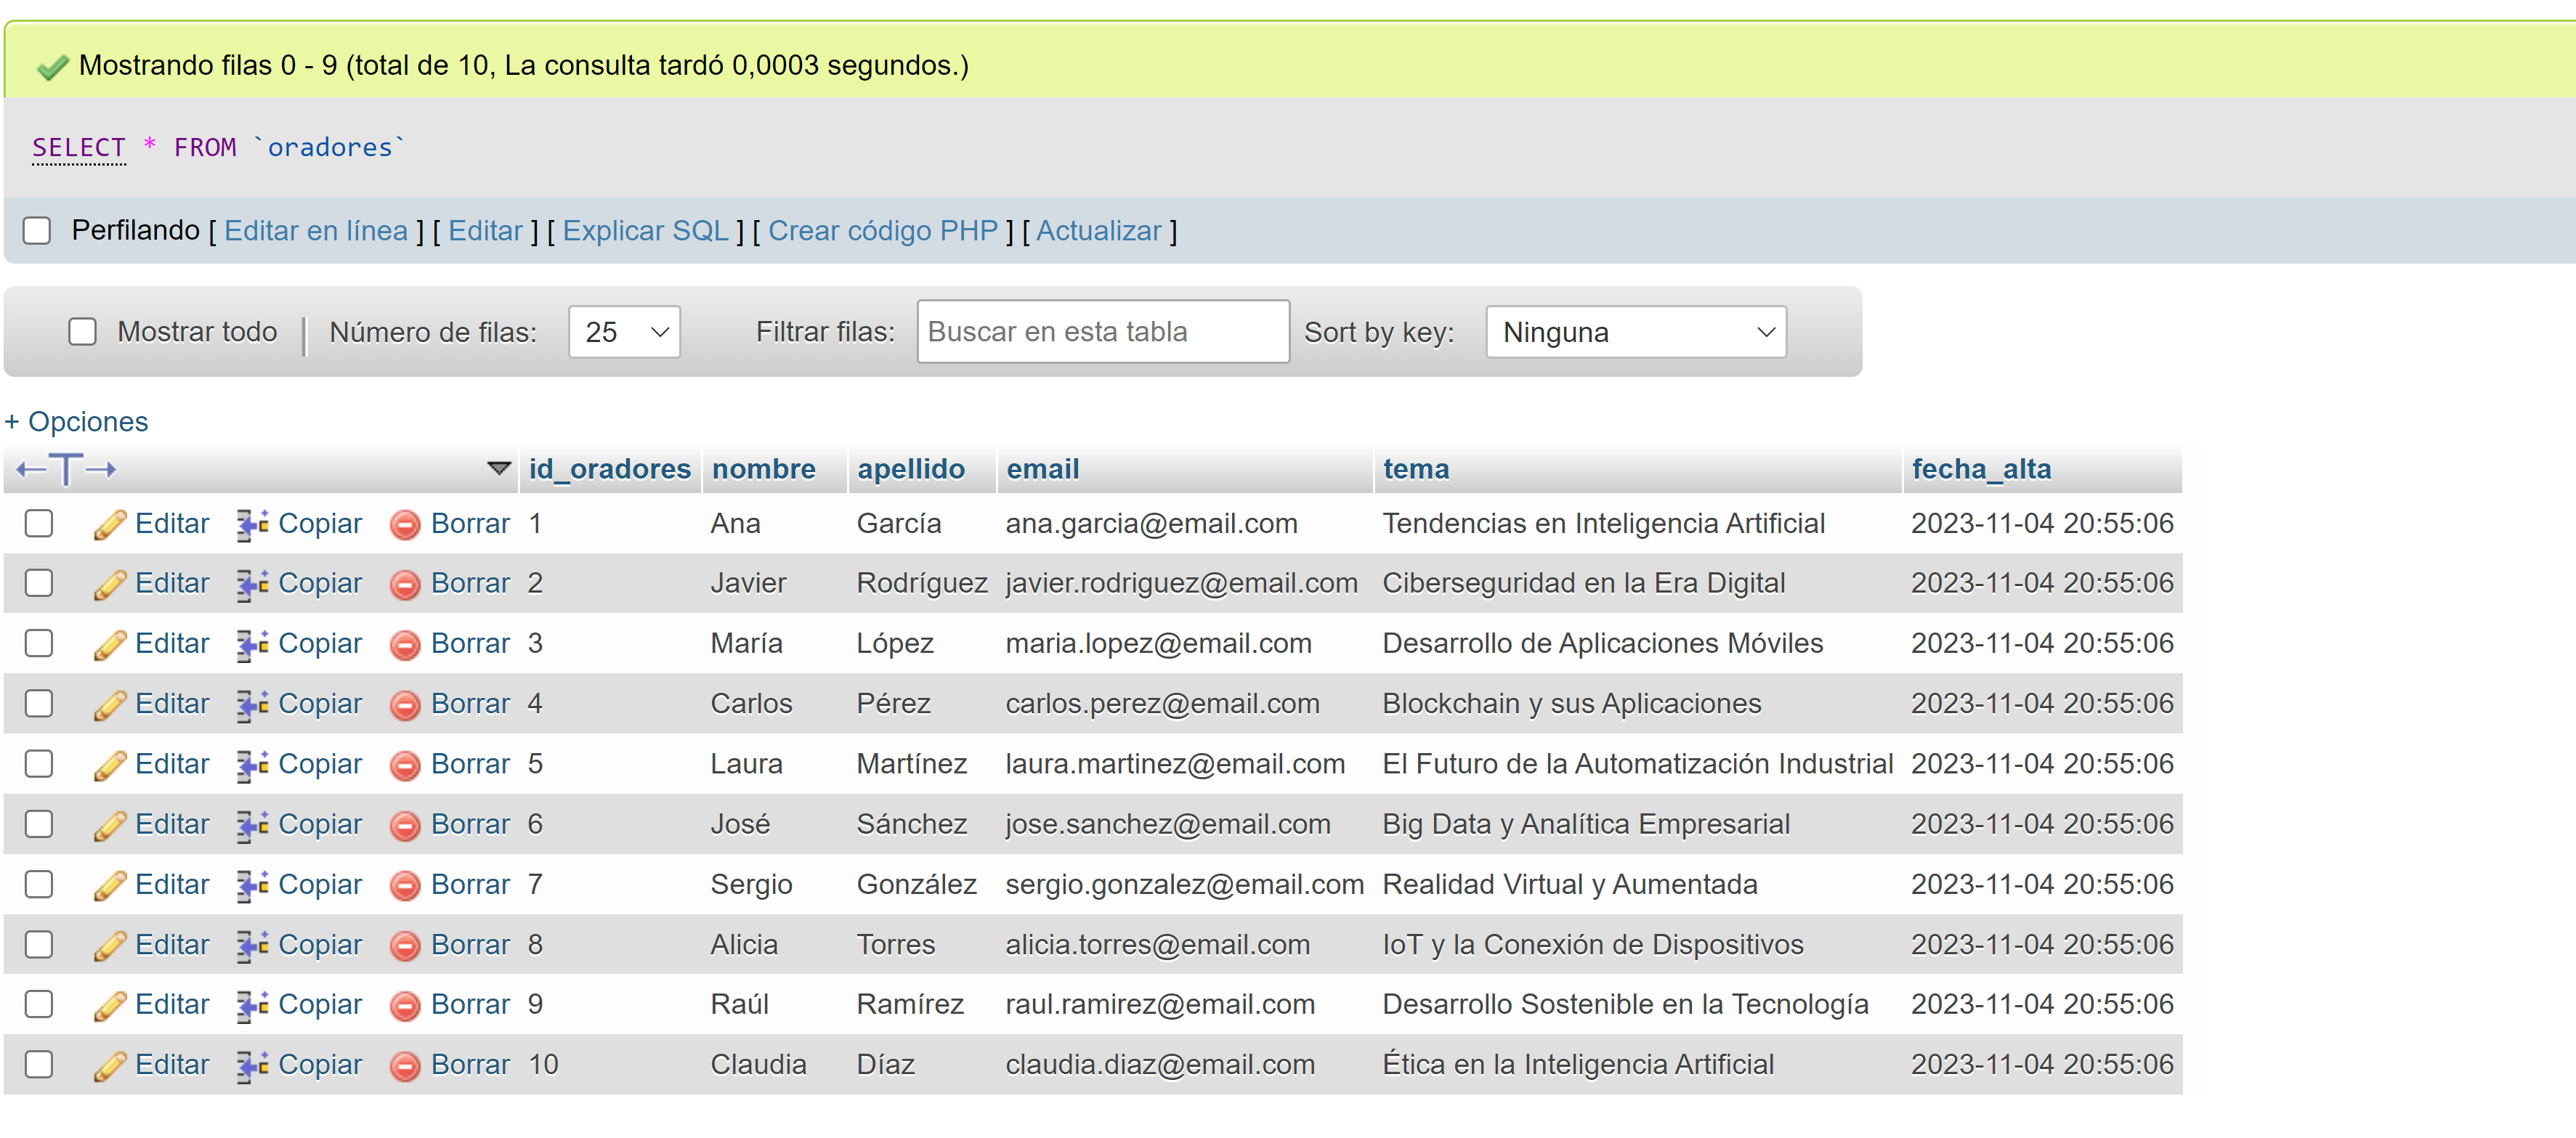 Mostrando filas 0 - 9 (total de 10, La consulta tardó 0,0003 segundos.)
SELECT * FROM `oradores`
Perfilando [ Editar en línea ] [ Editar ] [ Explicar SQL ] [ Crear código PHP ] [ Actualizar ]
Mostrar todo | Número de filas: 25 Filtrar filas: Buscar en esta tabla Sort by key: Ninguna
+ Opciones
←T→ id_oradores nombre apellido email tema fecha_alta
Editar Copiar Borrar 1 Ana García ana.garcia@email.com Tendencias en Inteligencia Artificial 2023-11-04 20:55:06
Editar Copiar Borrar 2 Javier Rodríguez javier.rodriguez@email.com Ciberseguridad en la Era Digital 2023-11-04 20:55:06
Editar Copiar Borrar 3 María López maria.lopez@email.com Desarrollo de Aplicaciones Móviles 2023-11-04 20:55:06
Editar Copiar Borrar 4 Carlos Pérez carlos.perez@email.com Blockchain y sus Aplicaciones 2023-11-04 20:55:06
Editar Copiar Borrar 5 Laura Martínez laura.martinez@email.com El Futuro de la Automatización Industrial 2023-11-04 20:55:06
Editar Copiar Borrar 6 José Sánchez jose.sanchez@email.com Big Data y Analítica Empresarial 2023-11-04 20:55:06
Editar Copiar Borrar 7 Sergio González sergio.gonzalez@email.com Realidad Virtual y Aumentada 2023-11-04 20:55:06
Editar Copiar Borrar 8 Alicia Torres alicia.torres@email.com IoT y la Conexión de Dispositivos 2023-11-04 20:55:06
Editar Copiar Borrar 9 Raúl Ramírez raul.ramirez@email.com Desarrollo Sostenible en la Tecnología 2023-11-04 20:55:06
Editar Copiar Borrar 10 Claudia Díaz claudia.diaz@email.com Ética en la Inteligencia Artificial 2023-11-04 20:55:06